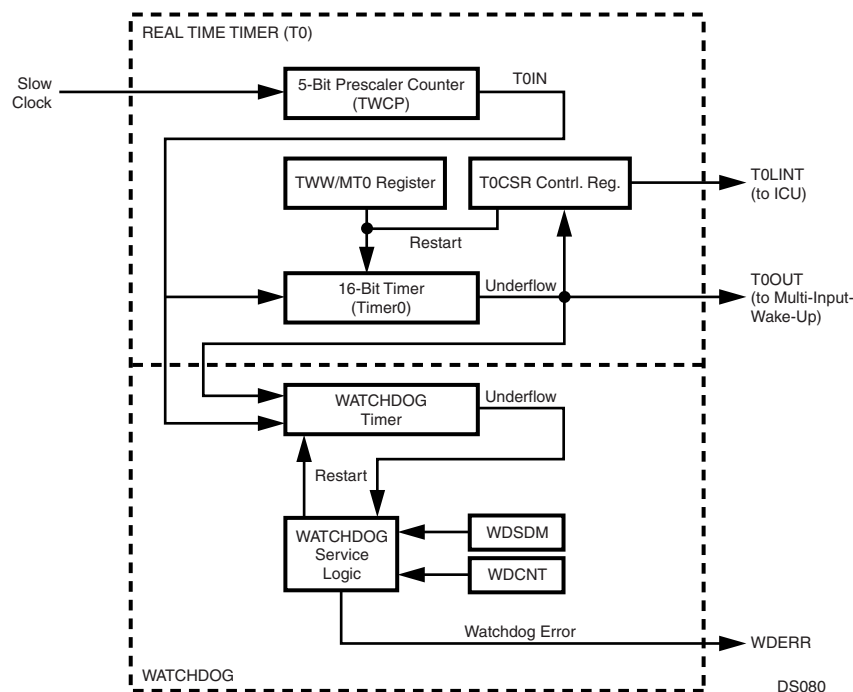 REAL TIME TIMER (T0)
Slow
Clock
5-Bit Prescaler Counter
(TWCP)
T0IN
TWW/MT0 Register
T0CSR Contrl. Reg.
T0LINT
(to ICU)
Restart
16-Bit Timer
(Timer0)
Underflow
T0OUT
(to Multi-Input-
Wake-Up)
WATCHDOG
Timer
Underflow
Restart
WATCHDOG
Service
Logic
WDSDM
WDCNT
Watchdog Error
WDERR
WATCHDOG
DS080